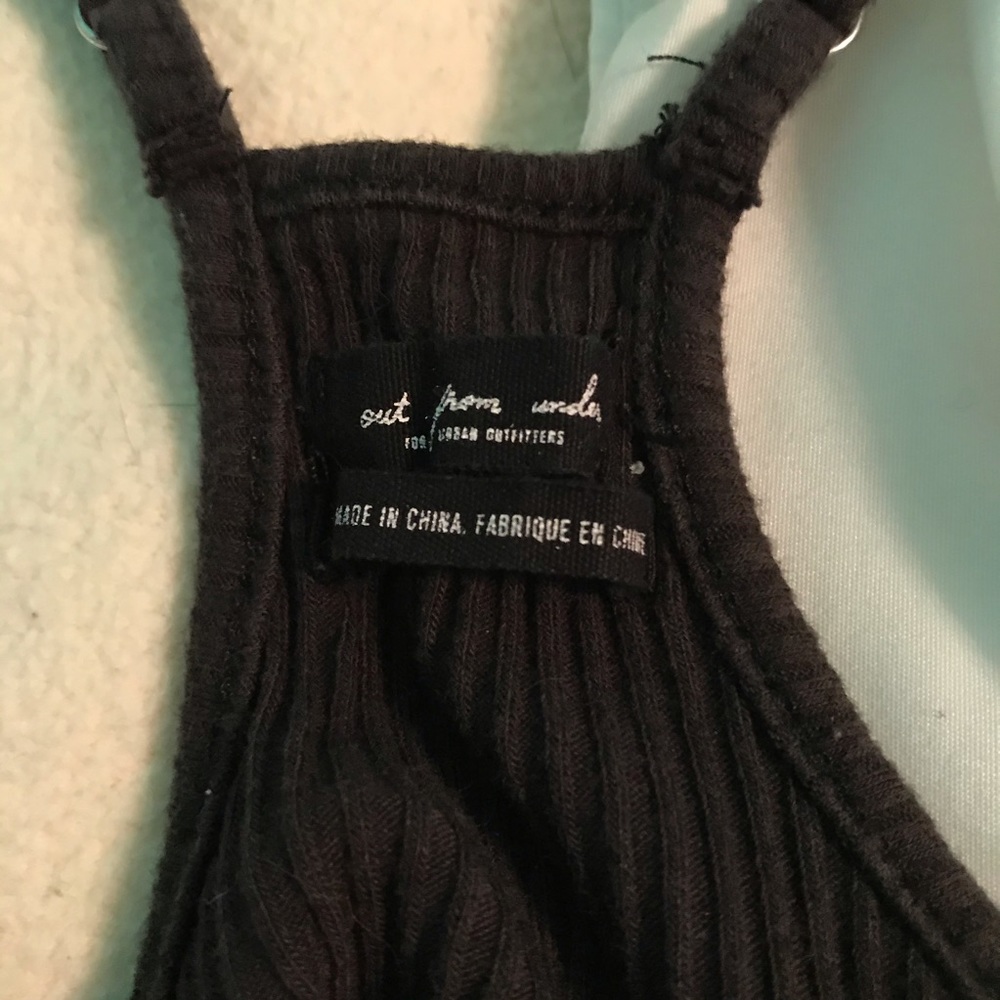 out from under
FOR URBAN OUTFITTERS
MADE IN CHINA. FABRIQUE EN CHINE